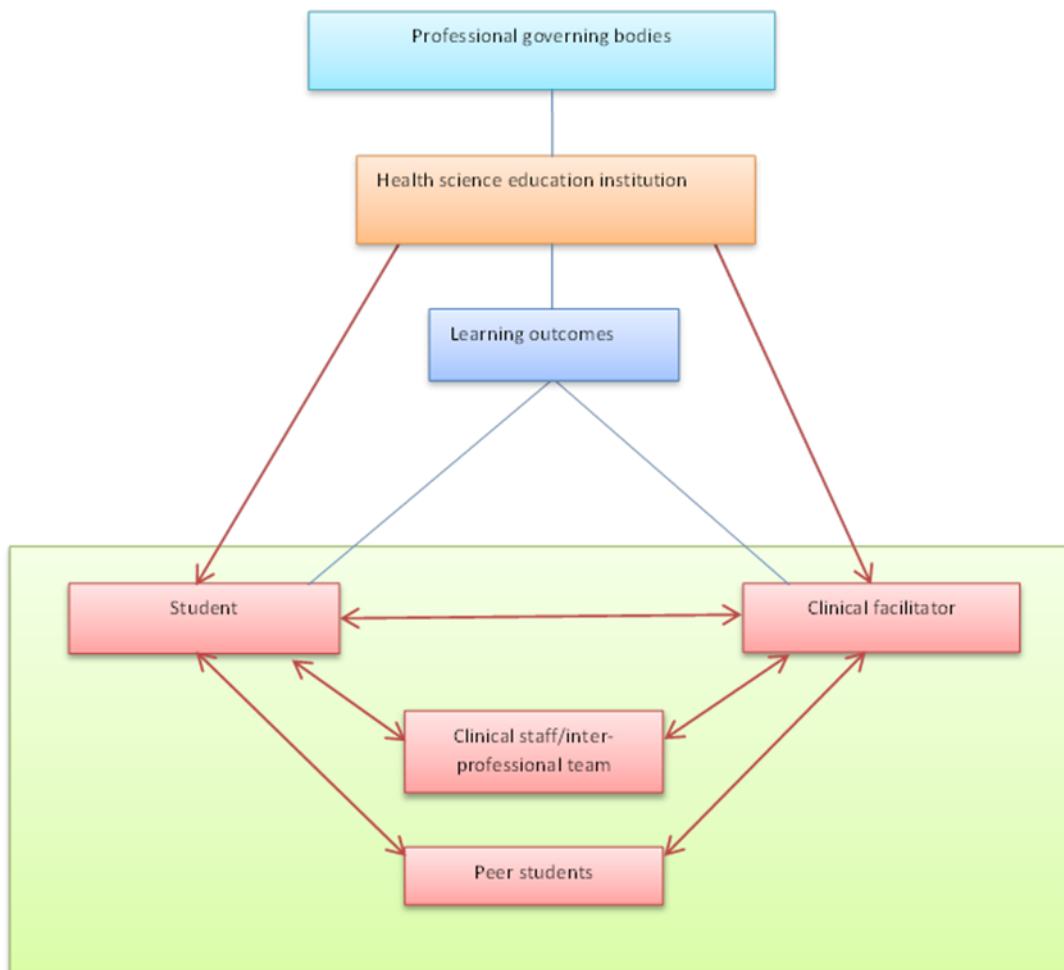 Professional governing bodies
Health science education institution
Learning outcomes
Student
Clinical facilitator
Clinical staff/inter-
professional team
Peer students